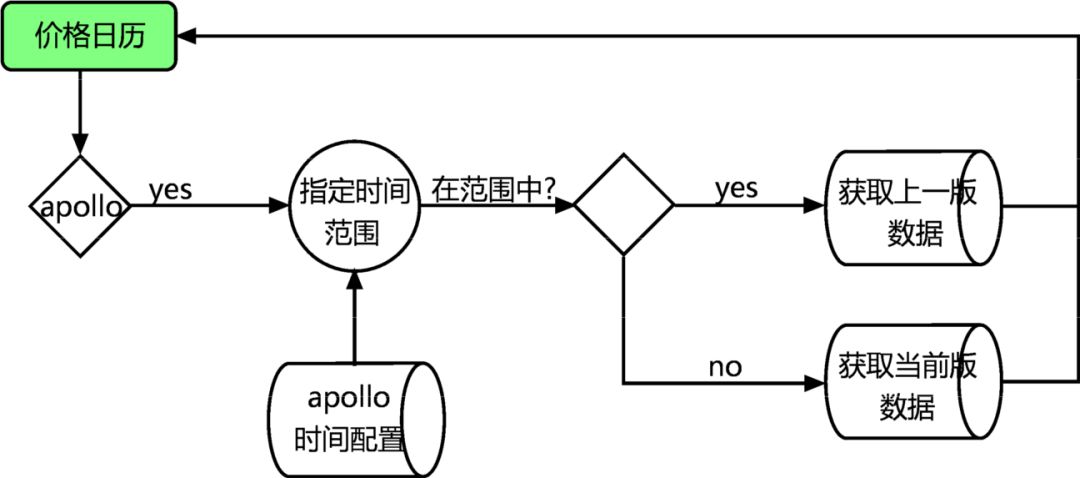 价格日历
apollo
yes
指定时间
范围
在范围中?
yes
获取上一版
数据
no
获取当前版
数据
apollo
时间配置